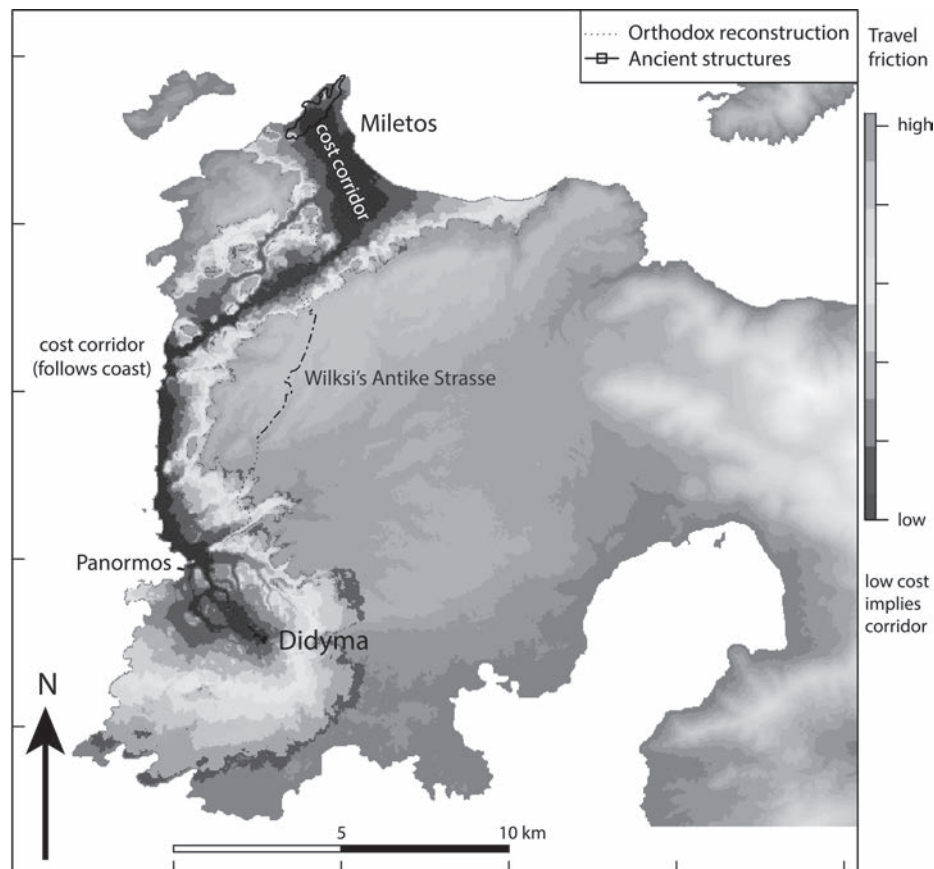 Orthodox reconstruction
Ancient structures
Travel
friction
high
low
low cost
implies
corridor
Miletos
cost corridor
cost corridor
(follows coast)
Wilksi's Antike Strasse
Panormos
Didyma
N
5
10 km